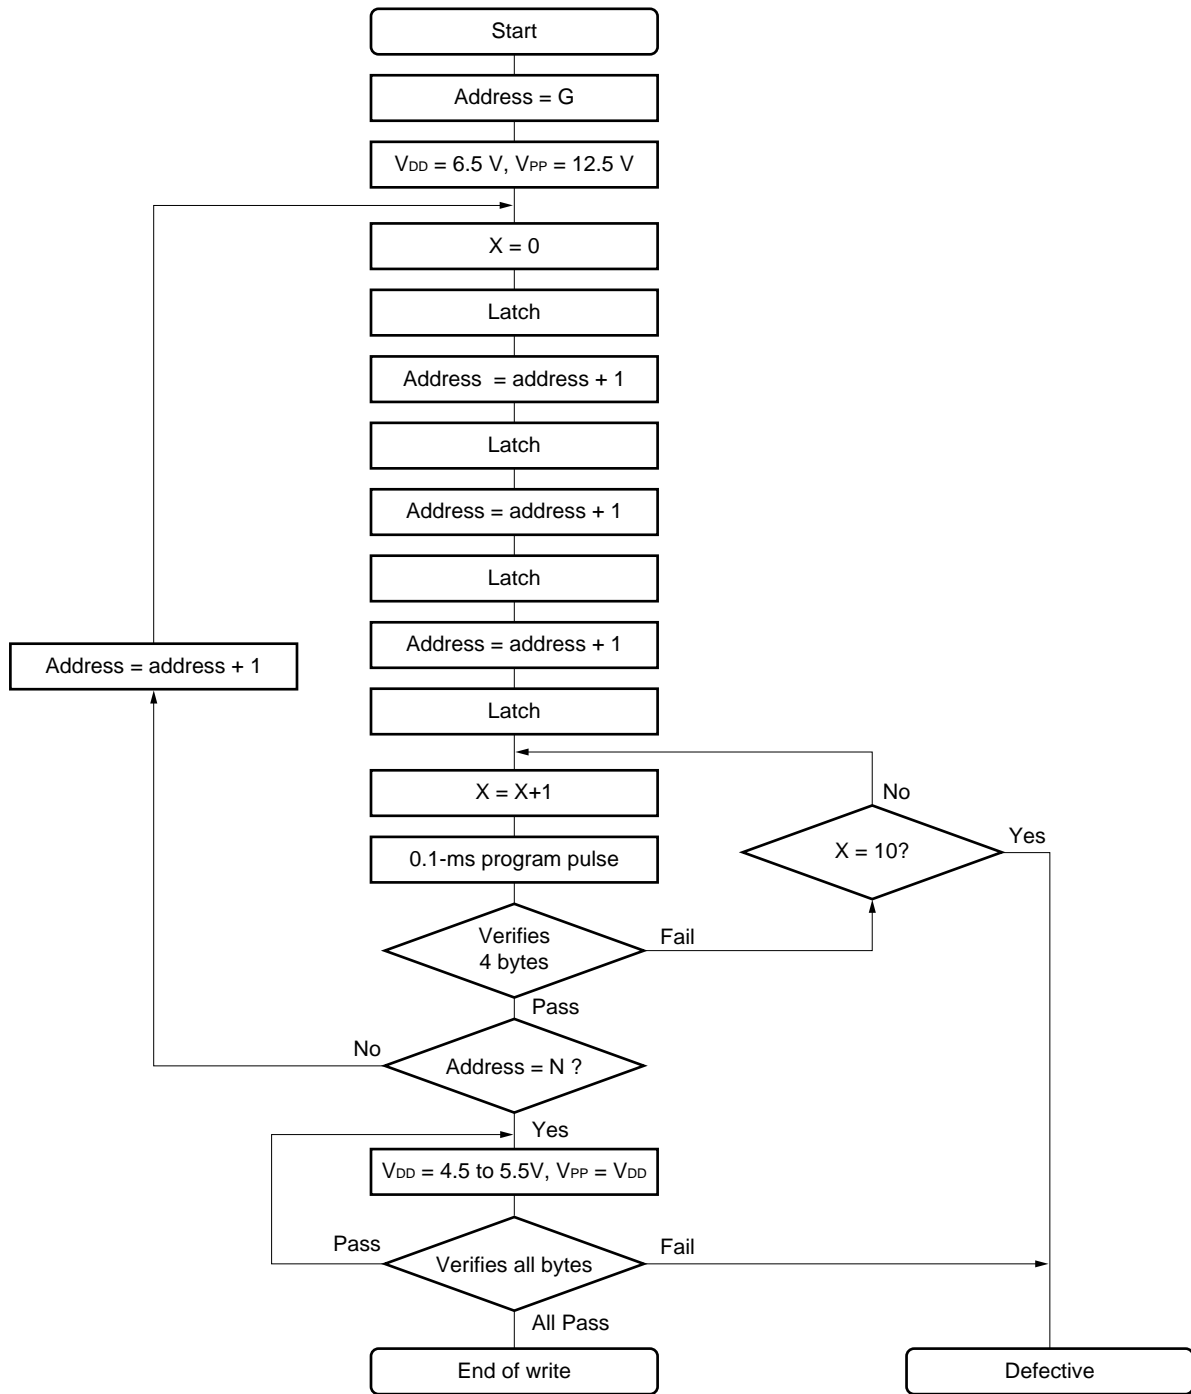 Start
Address = G
VDD = 6.5 V, VPP = 12.5 V
X = 0
Latch
Address = address + 1
Latch
Address = address + 1
Latch
Address = address + 1
Address = address + 1
Latch
X = X+1
No
X = 10?
Yes
0.1-ms program pulse
Verifies
4 bytes
Fail
Pass
No
Address = N ?
Yes
VDD = 4.5 to 5.5V, VPP = VDD
Pass
Verifies all bytes
Fail
All Pass
End of write
Defective